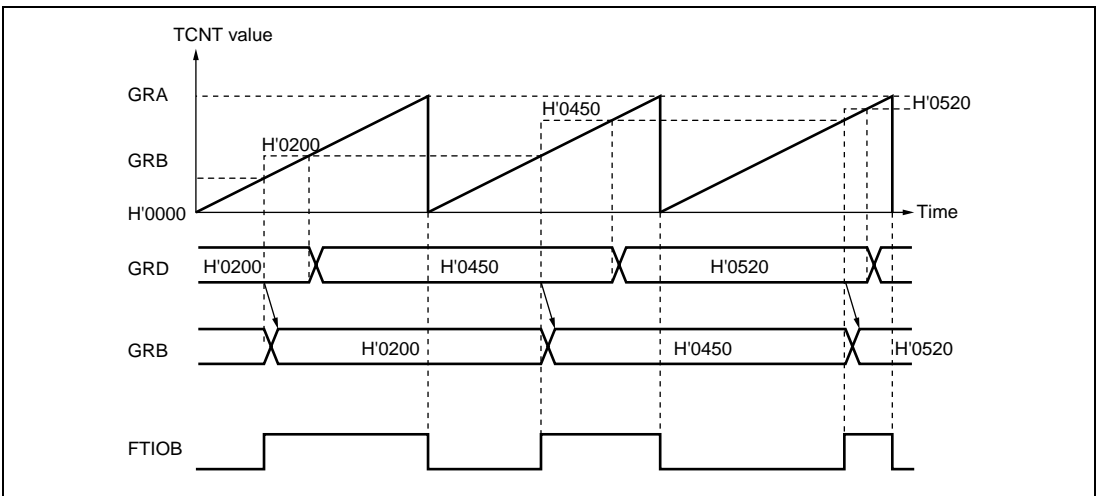 TCNT value
GRA
H'0450
H'0520
H'0200
GRB
H'0000
Time
GRD
H'0200
H'0450
H'0520
GRB
H'0200
H'0450
H'0520
FTIOB